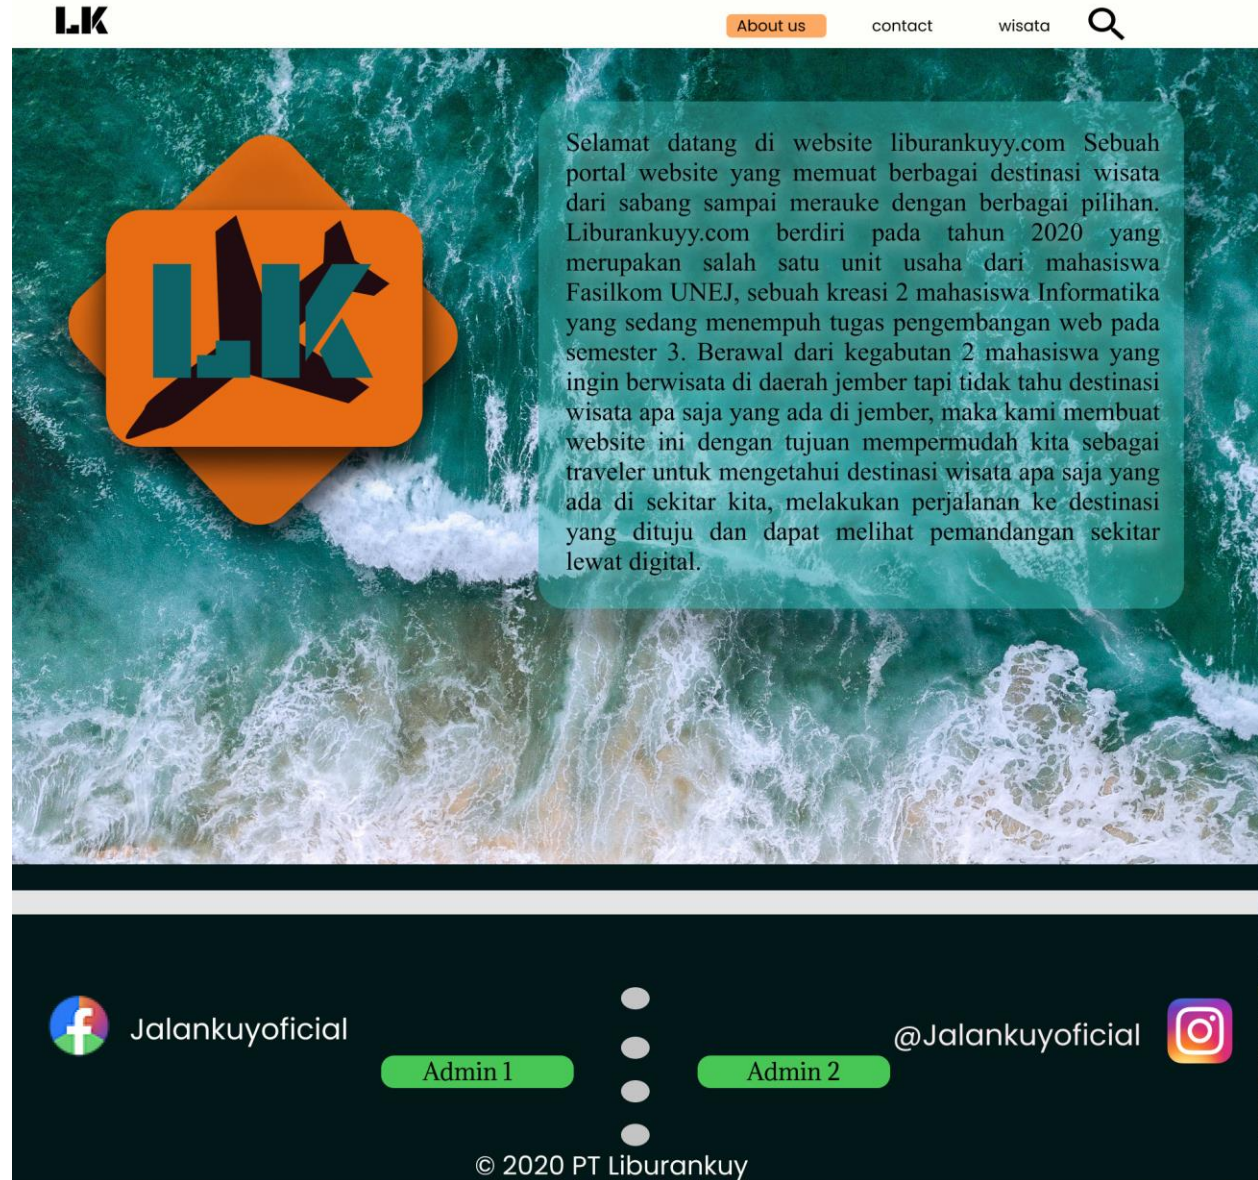 LK
About us
contact
wisata
Selamat datang di website liburankuyy.com Sebuah
portal website yang memuat berbagai destinasi wisata
dari sabang sampai merauke dengan berbagai pilihan.
Liburankuyy.com berdiri pada tahun 2020 yang
merupakan salah satu unit usaha dari mahasiswa
Fasilkom UNEJ, sebuah kreasi 2 mahasiswa Informatika
yang sedang menempuh tugas pengembangan web pada
semester 3. Berawal dari kegabutan 2 mahasiswa yang
ingin berwisata di daerah jember tapi tidak tahu destinasi
wisata apa saja yang ada di jember, maka kami membuat
website ini dengan tujuan mempermudah kita sebagai
traveler untuk mengetahui destinasi wisata apa saja yang
ada di sekitar kita, melakukan perjalanan ke destinasi
yang dituju dan dapat melihat pemandangan sekitar
lewat digital.
LK
Jalankuyoficial
@Jalankuyoficial
Admin 1
Admin 2
© 2020 PT Liburankuy